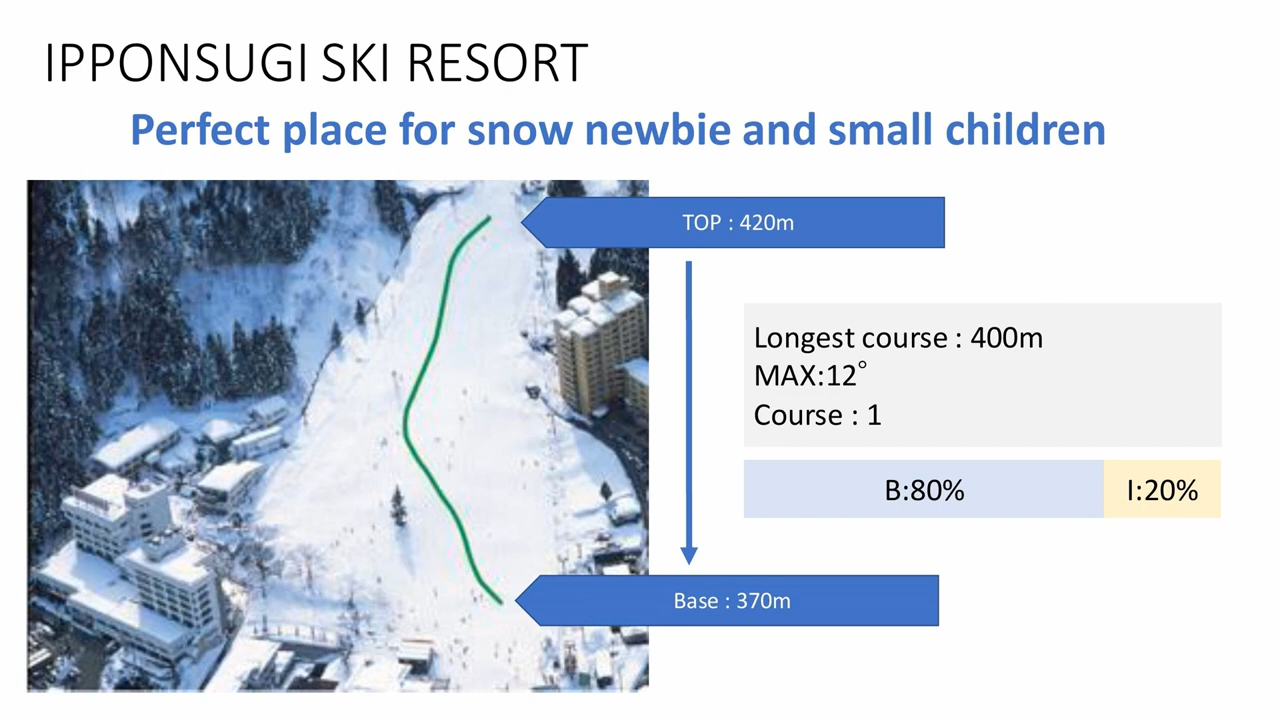 IPPONSUGI SKI RESORT
Perfect place for snow newbie and small children
TOP : 420m
Longest course : 400m
MAX:12°
Course : 1
B:80%
I:20%
Base : 370m